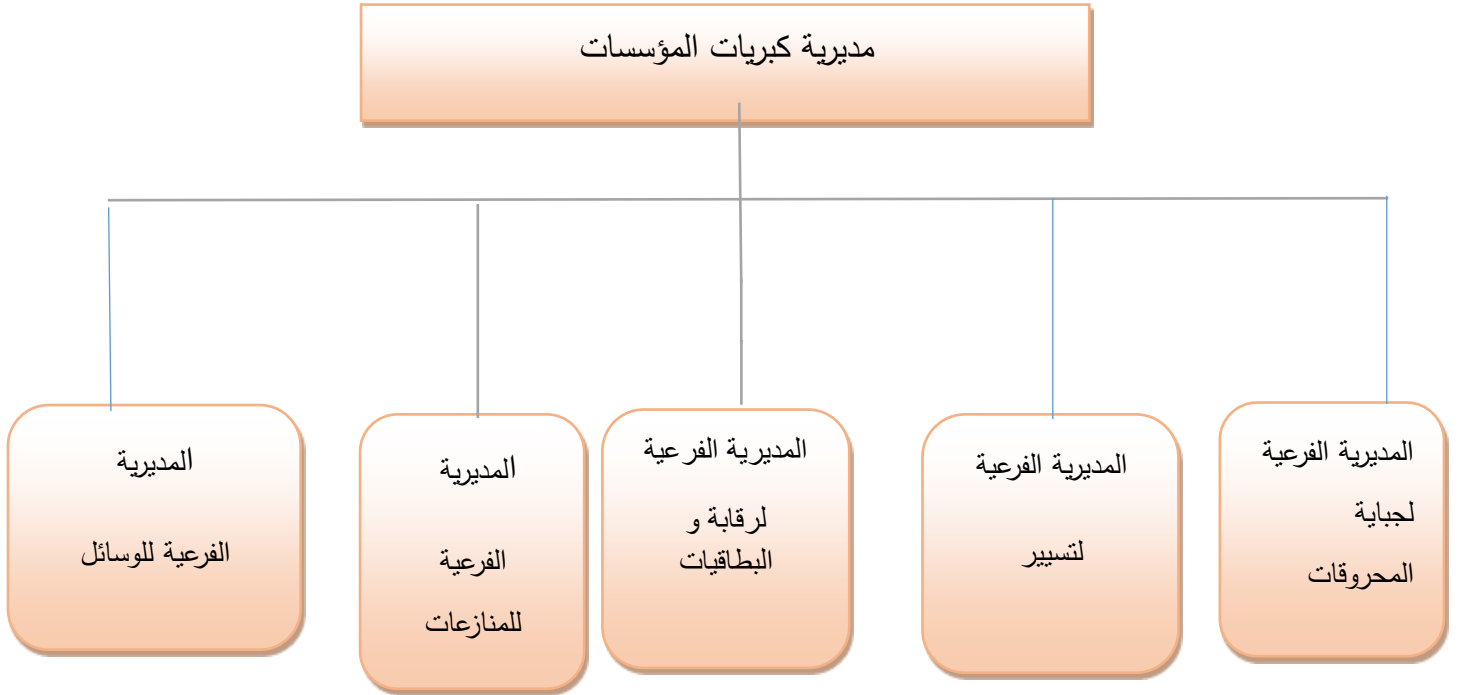 مديرية كبريات المؤسسات
المديرية الفرعية
لجباية
المحروقات
المديرية الفرعية
لتسيير
المديرية الفرعية
لرقابة و
البطاقيات
المديرية
الفرعية
للمنازعات
المديرية
الفرعية للوسائل